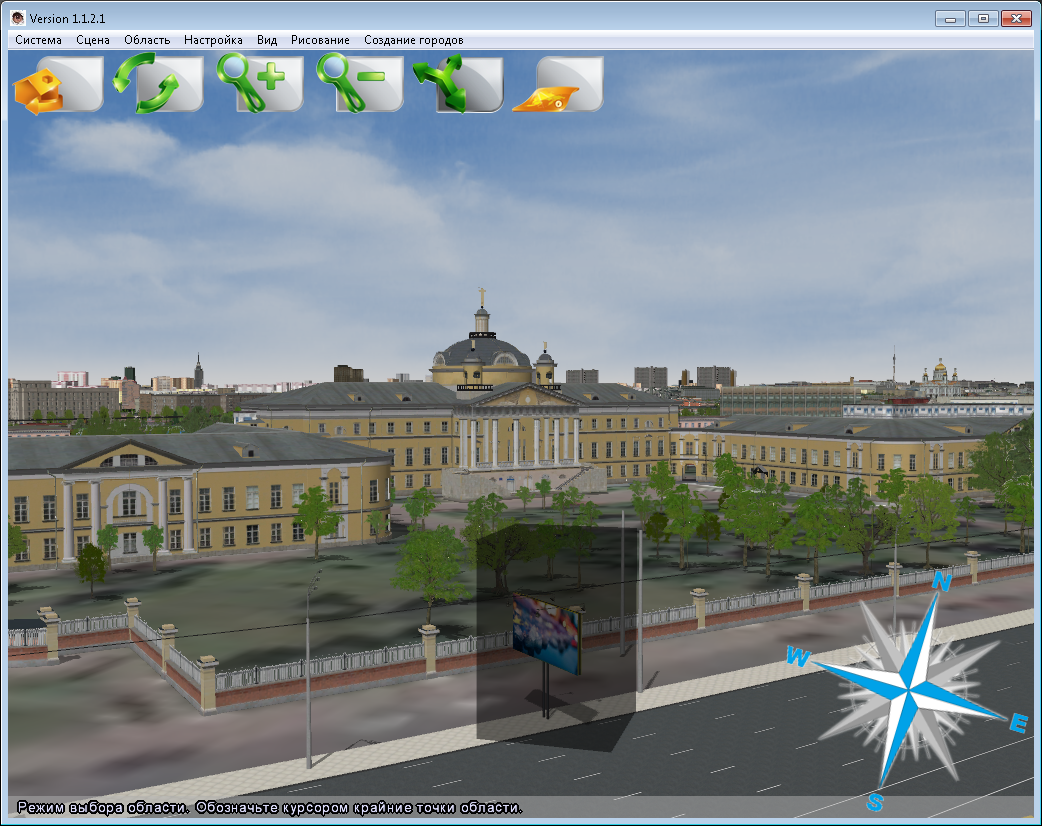 Version 1.1.2.1
Система Сцена Область Настройка Вид Рисование Создание городов
N
W
E
S
Режим выбора области. Обозначьте курсором крайние точки области.